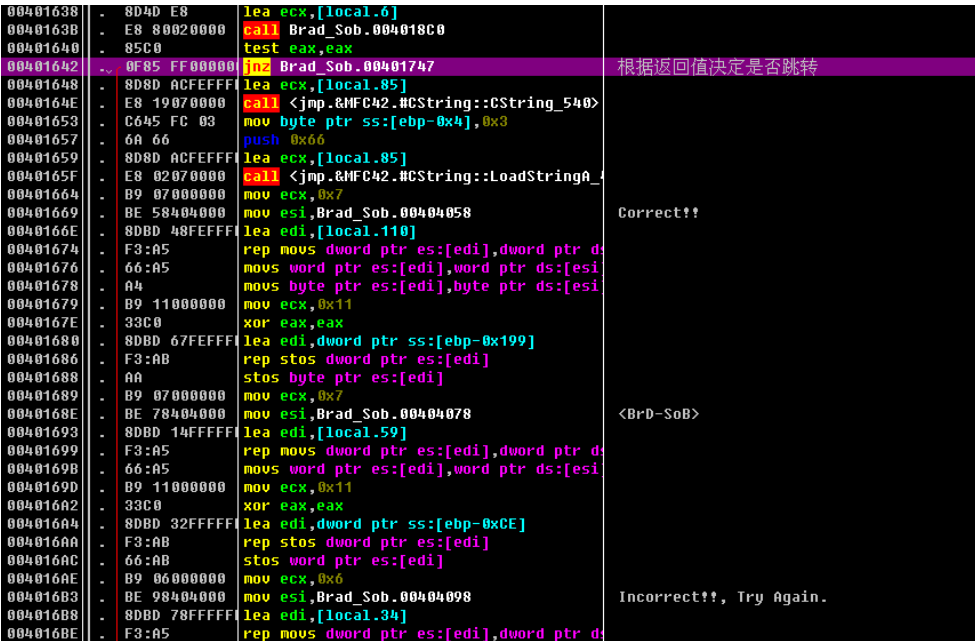 00401638 . 8D4D E8 lea ecx,[local.6]
0040163B . E8 80020000 call Brad_Sob.004018C0
00401640 . 85C0 test eax,eax
00401642 . 0F85 FF00000 jnz Brad_Sob.00401747 根据返回值决定是否跳转
00401648 . 8D8D ACFEFFF lea ecx,[local.85]
0040164E . E8 19070000 call <jmp.&MFC42.#CString::CString_540>
00401653 . C645 FC 03 mov byte ptr ss:[ebp-0x4],0x3
00401657 . 6A 66 push 0x66
00401659 . 8D8D ACFEFFF lea ecx,[local.85]
0040165F . E8 02070000 call <jmp.&MFC42.#CString::LoadStringA_4
00401664 . B9 07000000 mov ecx,0x7
00401669 . BE 58404000 mov esi,Brad_Sob.00404058 Correct!!
0040166E . 8DBD 48FEFFF lea edi,[local.110]
00401674 . F3:A5 rep movs dword ptr es:[edi],dword ptr ds
00401676 . 66:A5 movs word ptr es:[edi],word ptr ds:[esi
00401678 . A4 movs byte ptr es:[edi],byte ptr ds:[esi
00401679 . B9 11000000 mov ecx,0x11
0040167E . 33C0 xor eax,eax
00401680 . 8DBD 67FEFFF lea edi,dword ptr ss:[ebp-0x199]
00401686 . F3:AB rep stos dword ptr es:[edi]
00401688 . AA stos byte ptr es:[edi]
00401689 . B9 07000000 mov ecx,0x7
0040168E . BE 78404000 mov esi,Brad_Sob.00404078 <BrD-SoB>
00401693 . 8DBD 14FFFFF lea edi,[local.59]
00401699 . F3:A5 rep movs dword ptr es:[edi],dword ptr ds
0040169B . 66:A5 movs word ptr es:[edi],word ptr ds:[esi
0040169D . B9 11000000 mov ecx,0x11
004016A2 . 33C0 xor eax,eax
004016A4 . 8DBD 32FFFFF lea edi,dword ptr ss:[ebp-0xCE]
004016AA . F3:AB rep stos dword ptr es:[edi]
004016AC . 66:AB stos word ptr es:[edi]
004016AE . B9 06000000 mov ecx,0x6
004016B3 . BE 98404000 mov esi,Brad_Sob.00404098 Incorrect!!, Try Again.
004016B8 . 8DBD 78FFFFF lea edi,[local.34]
004016BE . F3:A5 rep movs dword ptr es:[edi],dword ptr ds